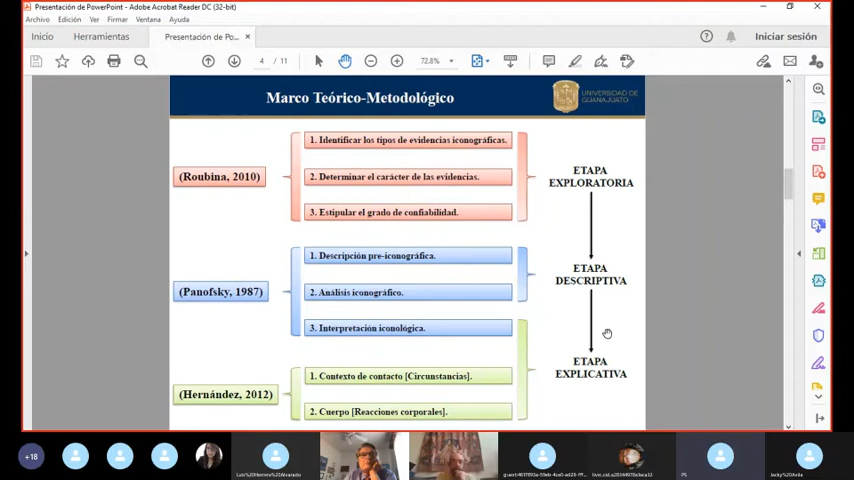 Presentación de PowerPoint - Adobe Acrobat Reader DC (32-bit)
Archivo Edición Ver Firmar Ventana Ayuda
Inicio Herramientas Presentación de Po... × Iniciar sesión
4 / 11 72.8%
Marco Teórico-Metodológico
UNIVERSIDAD DE
GUANAJUATO
1. Identificar los tipos de evidencias iconográficas.
(Roubina, 2010)
2. Determinar el carácter de las evidencias.
3. Estipular el grado de confiabilidad.
ETAPA
EXPLORATORIA
1. Descripción pre-iconográfica.
(Panofsky, 1987)
2. Análisis iconográfico.
3. Interpretación iconológica.
ETAPA
DESCRIPTIVA
1. Contexto de contacto [Circunstancias].
(Hernández, 2012)
2. Cuerpo [Reacciones corporales].
ETAPA
EXPLICATIVA
+18
PS
Jacky%20Avila